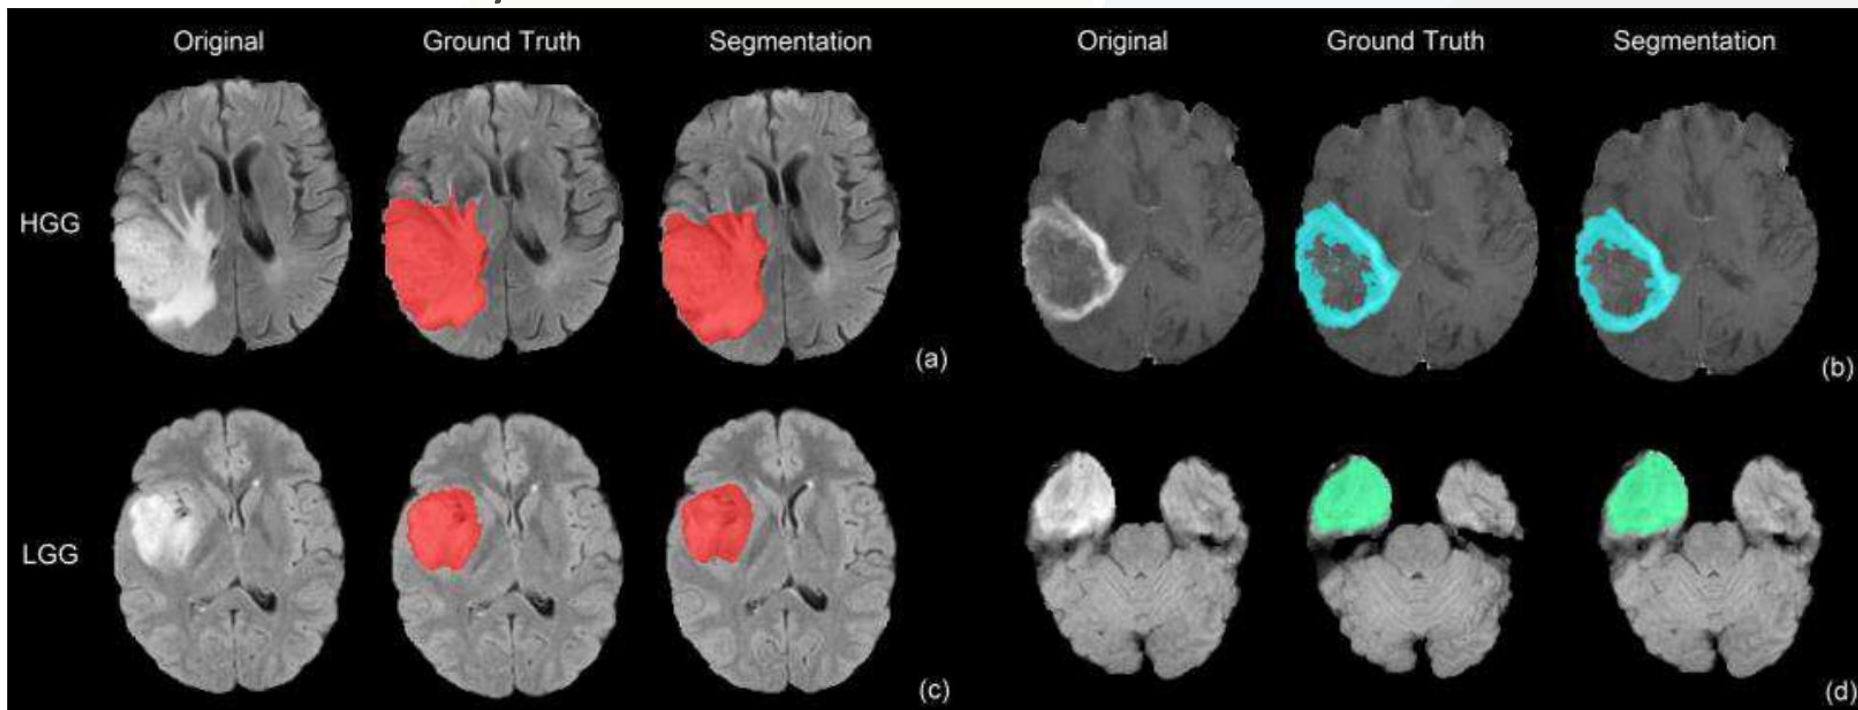 Original Ground Truth Segmentation Original Ground Truth Segmentation
HGG
(a) (b)
LGG
(c) (d)